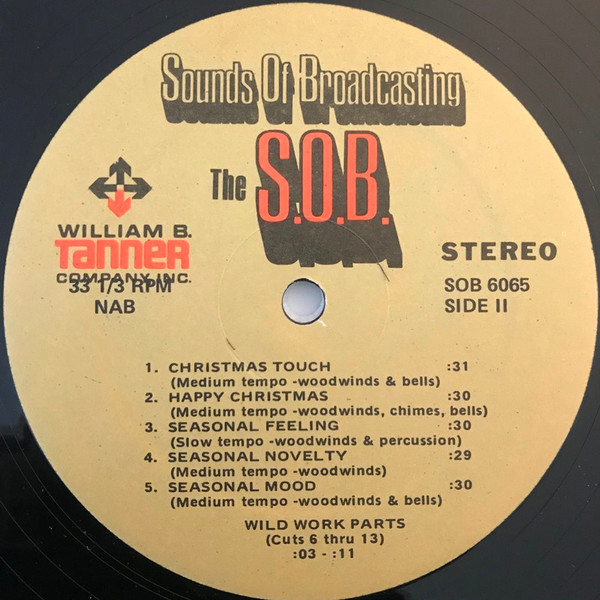 Sounds Of Broadcasting
The S.O.B.
WILLIAM B.
Tanner
COMPANY, INC.
33 1/3 RPM
NAB
STEREO
SOB 6065
SIDE II
1. CHRISTMAS TOUCH :31
(Medium tempo -woodwinds & bells)
2. HAPPY CHRISTMAS :30
(Medium tempo -woodwinds, chimes, bells)
3. SEASONAL FEELING :30
(Slow tempo -woodwinds & percussion)
4. SEASONAL NOVELTY :29
(Medium tempo -woodwinds)
5. SEASONAL MOOD :30
(Medium tempo -woodwinds & bells)
WILD WORK PARTS
(Cuts 6 thru 13)
:03 - :11